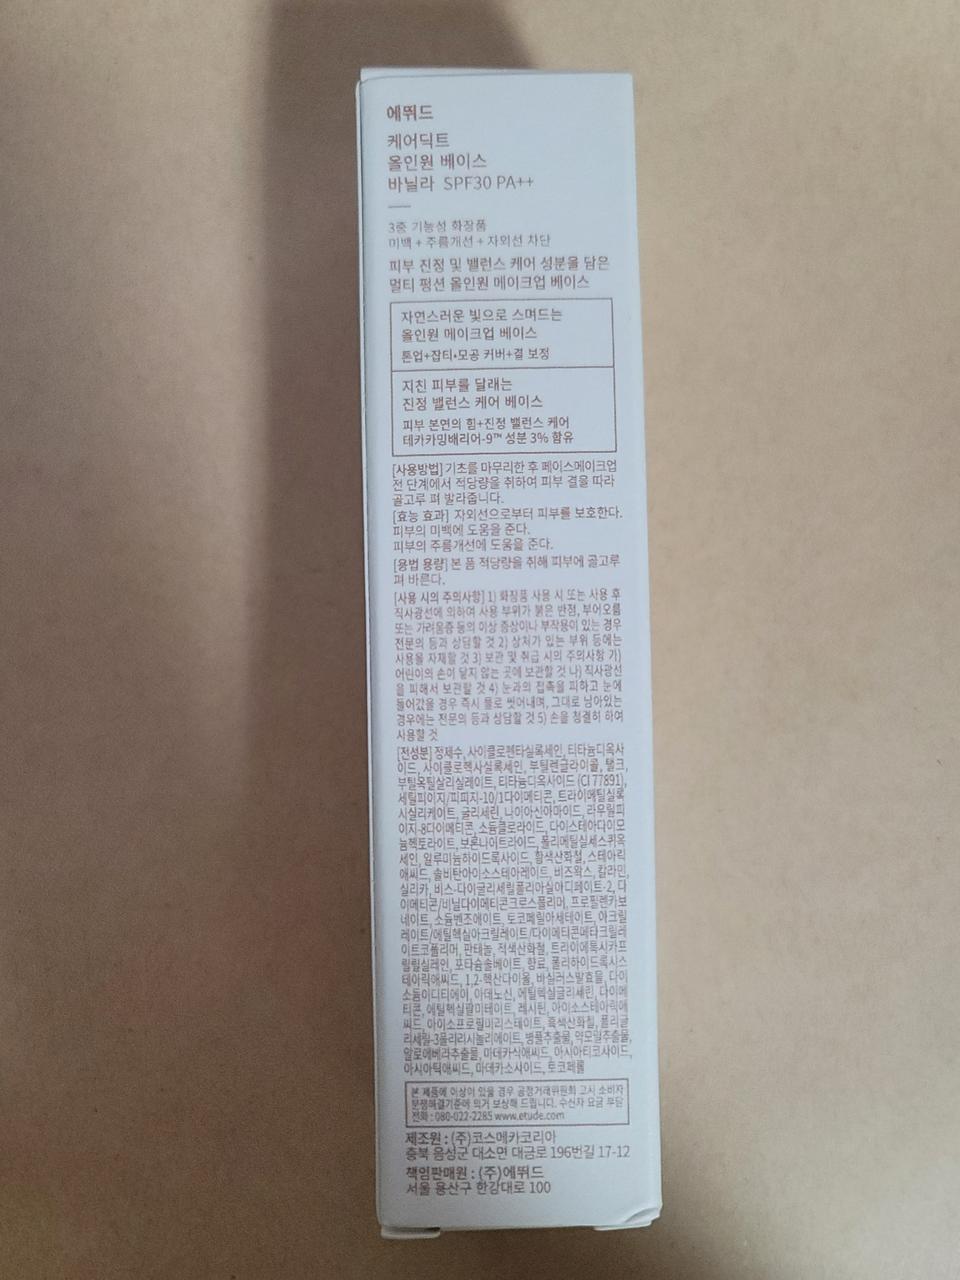 에뛰드
케어딕트
올인원 베이스
바닐라 SPF30 PA++
3중 기능성 화장품
미백 + 주름개선 + 자외선 차단
피부 진정 및 밸런스 케어 성분을 담은
멀티 펑션 올인원 메이크업 베이스
자연스러운 빛으로 스며드는
올인원 메이크업 베이스
톤업+잡티•모공 커버+결 보정
지친 피부를 달래는
진정 밸런스 케어 베이스
피부 본연의 힘+진정 밸런스 케어
테카카밍배리어-9™ 성분 3% 함유
[사용방법] 기초를 마무리한 후 페이스메이크업
전 단계에서 적당량을 취하여 피부 결을 따라
골고루 펴 발라줍니다.
[효능 효과] 자외선으로부터 피부를 보호한다.
피부의 미백에 도움을 준다.
피부의 주름개선에 도움을 준다.
[용법 용량] 본 품 적당량을 취해 피부에 골고루
펴 바른다.
[사용 시의 주의사항] 1) 화장품 사용 시 또는 사용 후
직사광선에 의하여 사용 부위가 붉은 반점, 부어오름
또는 가려움증 등의 이상 증상이나 부작용이 있는 경우
전문의 등과 상담할 것 2) 상처가 있는 부위 등에는
사용을 자제할 것 3) 보관 및 취급 시의 주의사항 가)
어린이의 손이 닿지 않는 곳에 보관할 것 나) 직사광선
을 피해서 보관할 것 4) 눈과의 접촉을 피하고 눈에
들어갔을 경우 즉시 물로 씻어내며, 그대로 남아있는
경우에는 전문의 등과 상담할 것 5) 손을 청결히 하여
사용할 것
[전성분] 정제수, 사이클로펜타실록세인, 티타늄디옥사
이드, 사이클로헥사실록세인, 부틸렌글라이콜, 탤크,
부틸옥틸살리실레이트, 티타늄디옥사이드 (CI 77891),
세틸피이지/피피지-10/1다이메티콘, 트라이메틸실록
시실리케이트, 글리세린, 나이아신아마이드, 라우릴피
이지-8다이메티콘, 소듐클로라이드, 다이스테아다이모
늄헥토라이트, 보론나이트라이드, 폴리메틸실세스퀴옥
세인, 알루미늄하이드록사이드, 황색산화철, 스테아릭
애씨드, 솔비탄아이소스테아레이트, 비즈왁스, 칼라민,
실리카, 비스-다이글리세릴폴리아실아디페이트-2, 다
이메티콘/비닐다이메티콘크로스폴리머, 프로필렌카보
네이트, 소듐벤조에이트, 토코페릴아세테이트, 아크릴
레이트/에틸헥실아크릴레이트/다이메티콘메타크릴레
이트코폴리머, 판테놀, 적색산화철, 트라이에톡시카프
릴릴실레인, 포타슘솔베이트, 향료, 폴리하이드록시스
테아릭애씨드, 1,2-헥산다이올, 바실러스발효물, 다이
소듐이디티에이, 아데노신, 에틸헥실글리세린, 다이메
티콘, 에틸헥실팔미테이트, 레시틴, 아이소스테아릭애
씨드, 아이소프로필미리스테이트, 흑색산화철, 폴리글
리세릴-3폴리리시놀리에이트, 병풀추출물, 약모밀추출물,
알로에베라추출물, 마데카식애씨드, 아시아티코사이드,
아시아틱애씨드, 마데카소사이드, 토코페롤
본 제품에 이상이 있을 경우 공정거래위원회 고시 소비자
분쟁해결기준에 의거 보상해 드립니다. 수신자 요금 부담
전화 : 080-022-2285 www.etude.com
제조원 : (주)코스메카코리아
충북 음성군 대소면 대금로 196번길 17-12
책임판매원 : (주)에뛰드
서울 용산구 한강대로 100